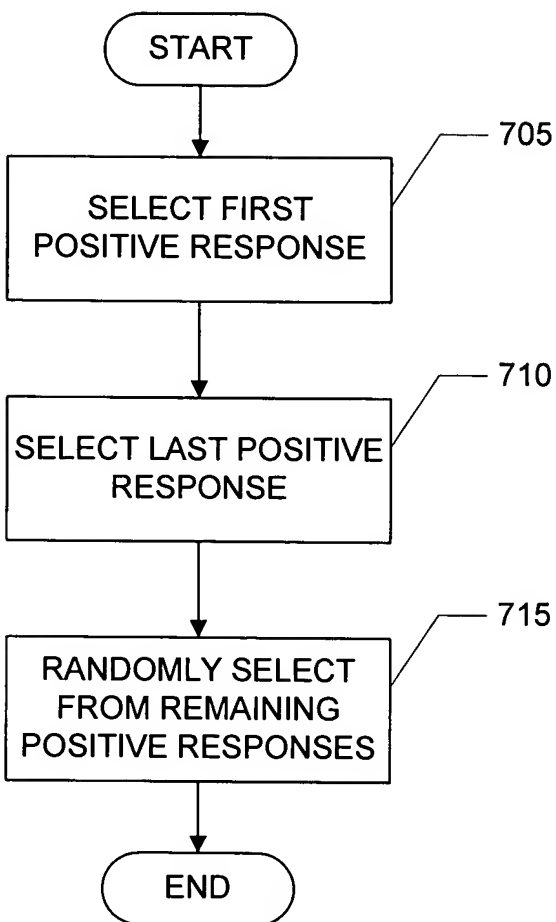 START
705
SELECT FIRST
POSITIVE RESPONSE
710
SELECT LAST POSITIVE
RESPONSE
715
RANDOMLY SELECT
FROM REMAINING
POSITIVE RESPONSES
END